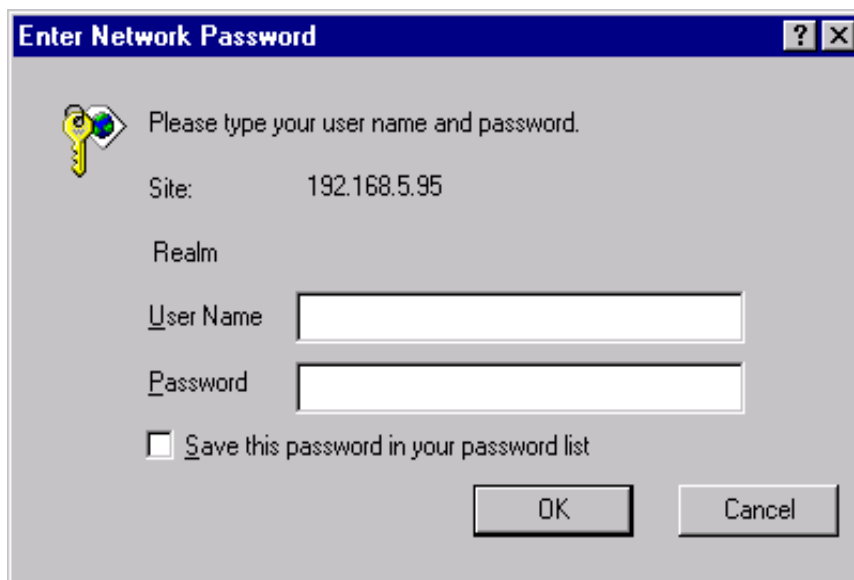 Enter Network Password
Please type your user name and password.
Site: 192.168.5.95
Realm
User Name
Password
Save this password in your password list
OK Cancel